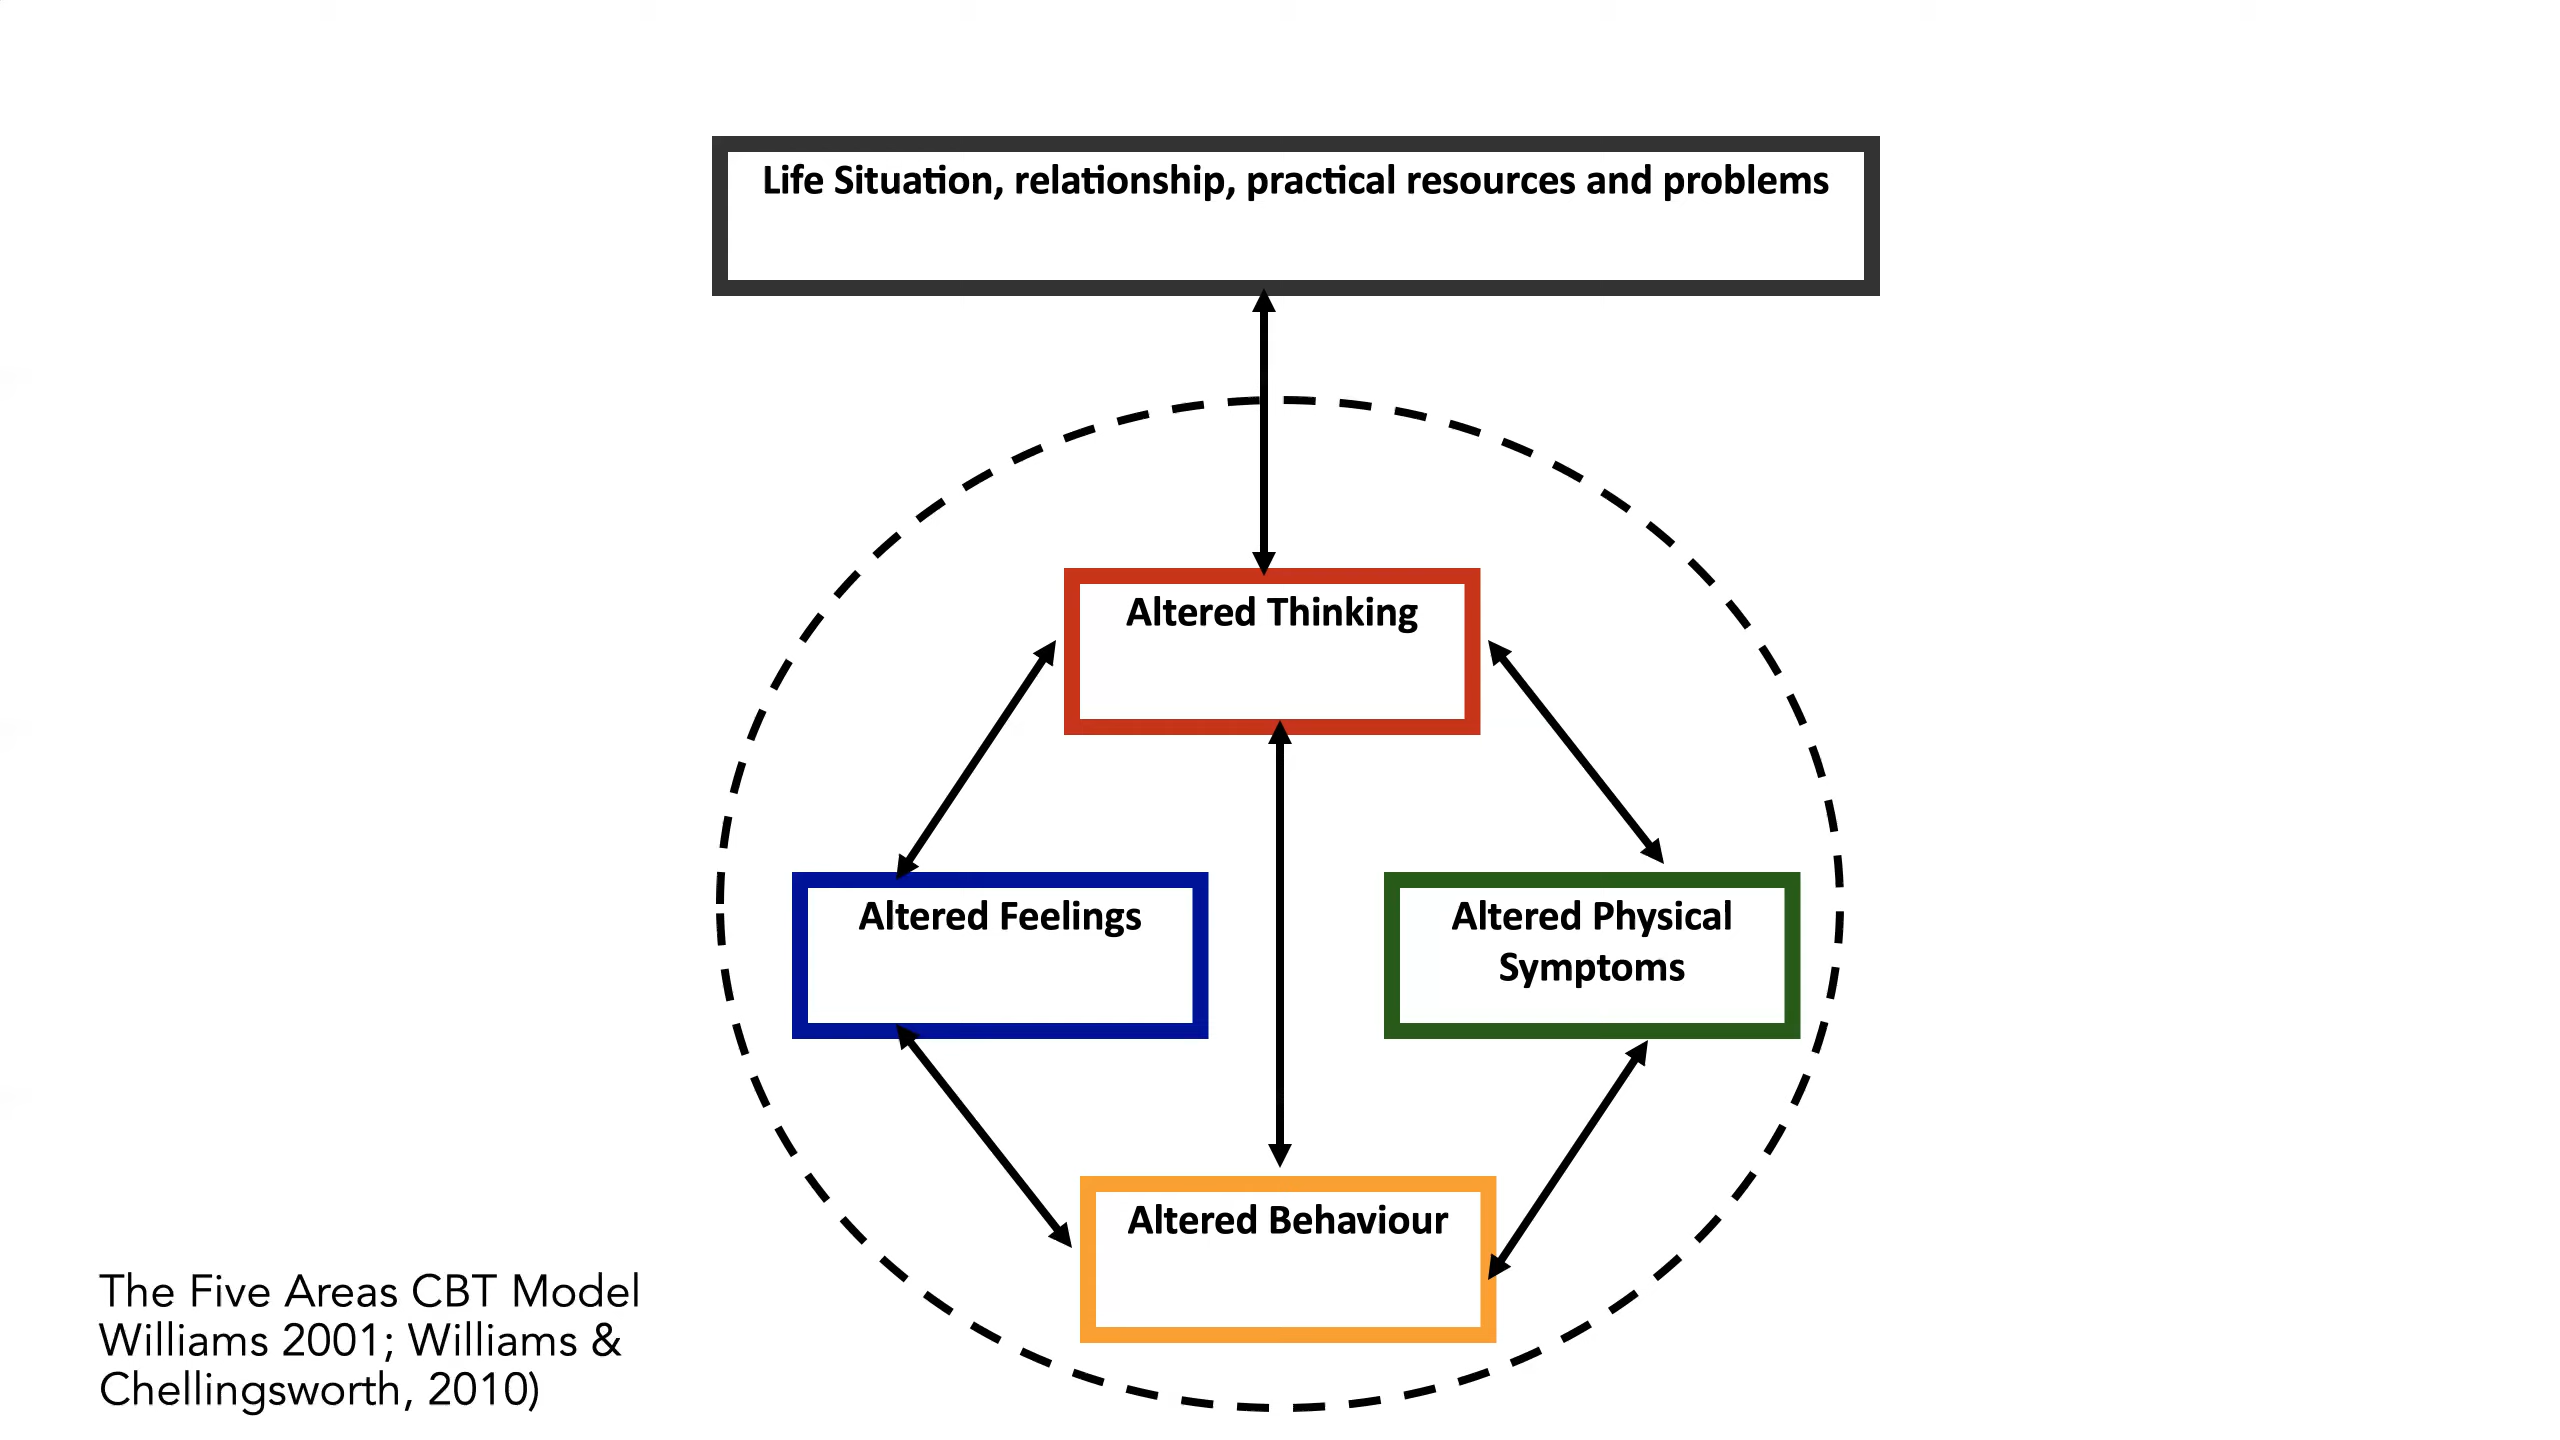 Life Situation, relationship, practical resources and problems
Altered Thinking
Altered Feelings
Altered Physical
Symptoms
Altered Behaviour
The Five Areas CBT Model
Williams 2001; Williams &
Chellingsworth, 2010)